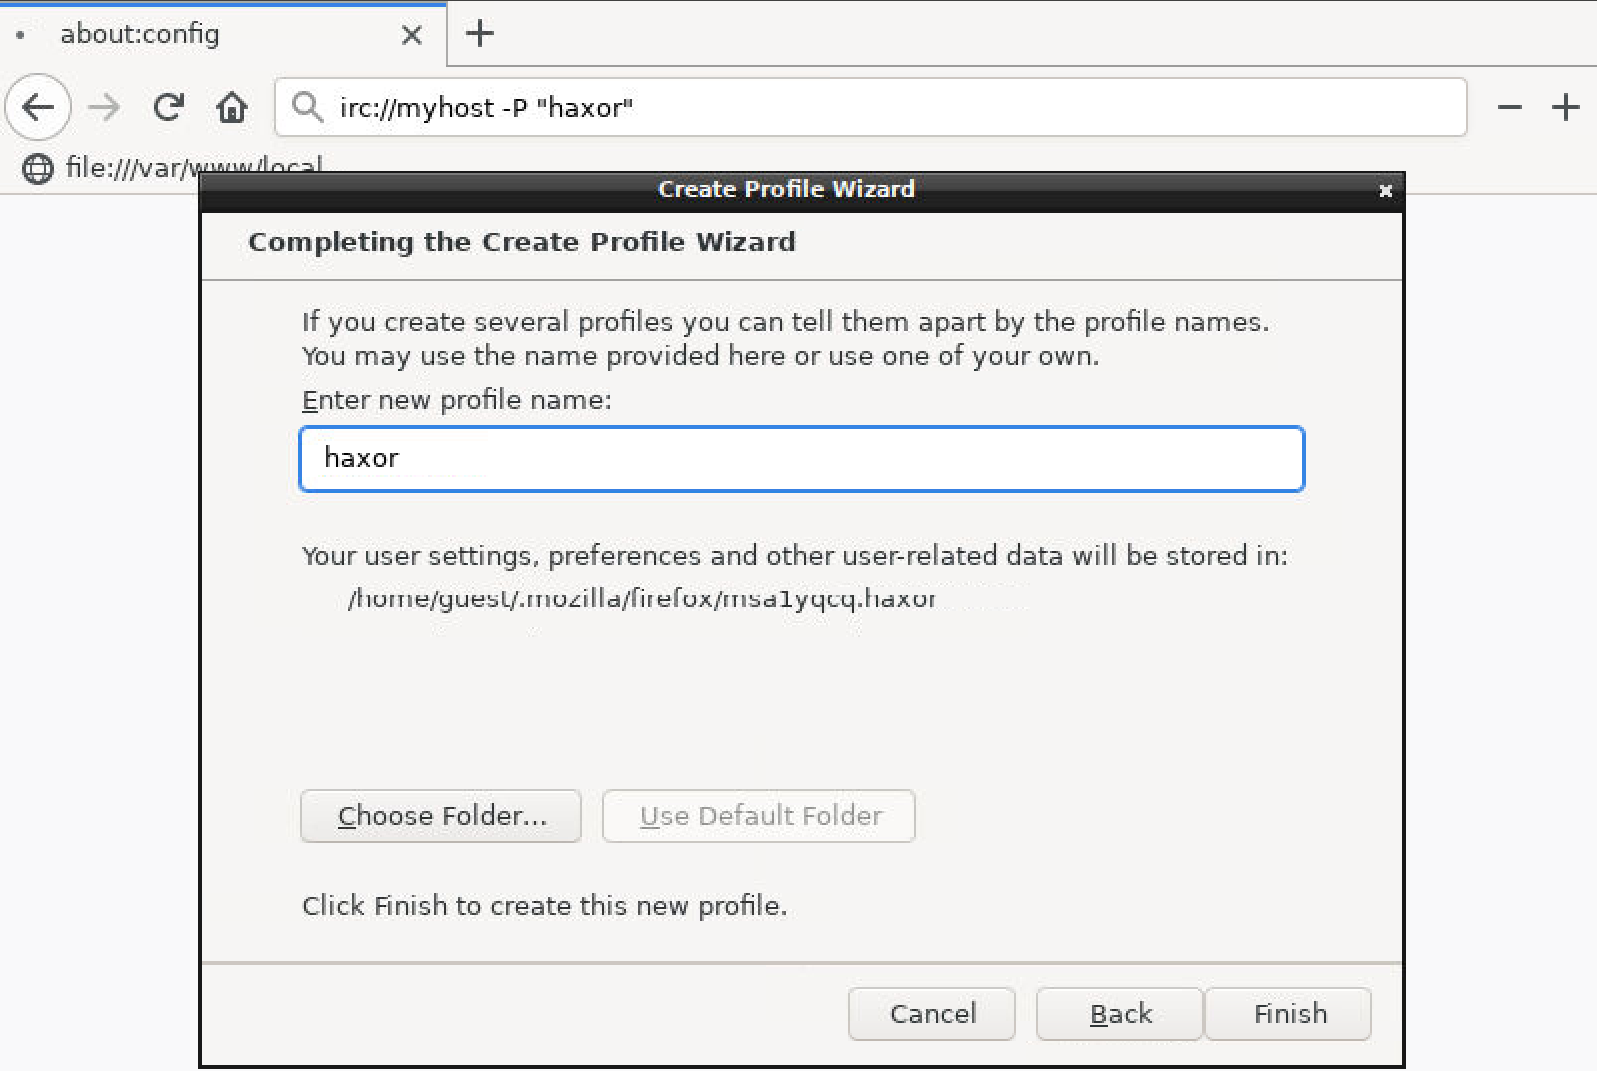 about:config
irc://myhost -P "haxor"
file:///var/www/local
Create Profile Wizard
Completing the Create Profile Wizard
If you create several profiles you can tell them apart by the profile names.
You may use the name provided here or use one of your own.
Enter new profile name:
haxor
Your user settings, preferences and other user-related data will be stored in:
/home/guest/.mozilla/firefox/msa1yqcq.haxor
Choose Folder... Use Default Folder
Click Finish to create this new profile.
Cancel Back Finish